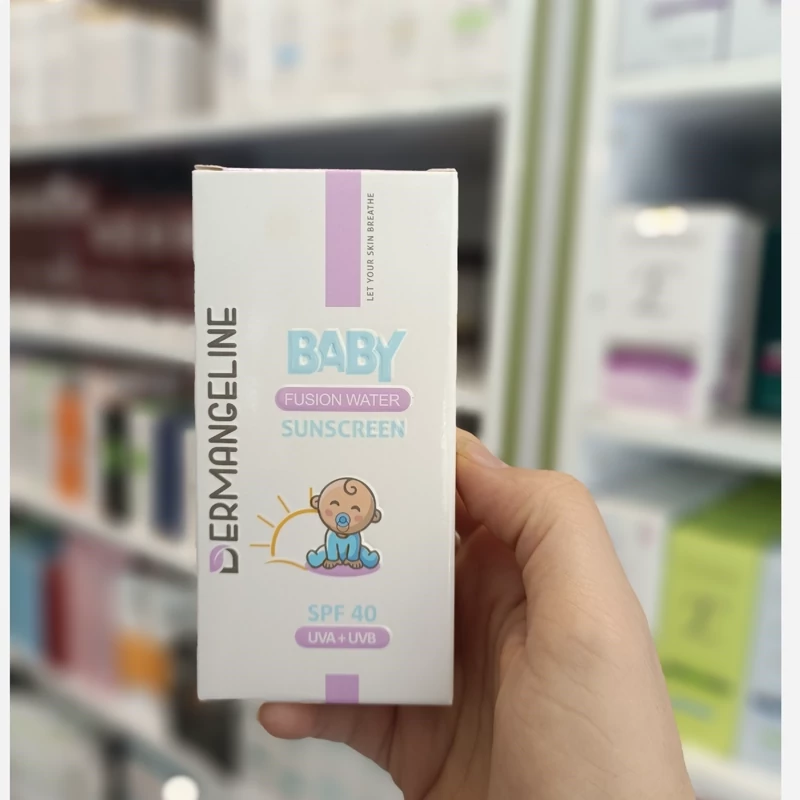 LET YOUR SKIN BREATHE
DERMANGELINE
BABY
FUSION WATER
SUNSCREEN
SPF 40
UVA + UVB